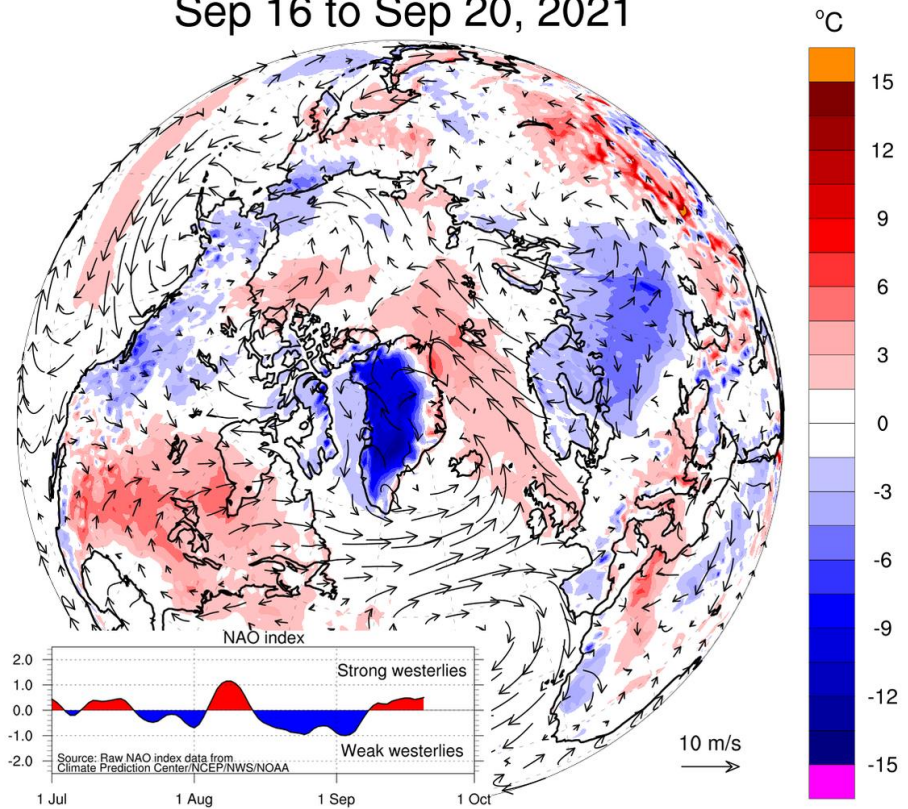 Sep 16 to Sep 20, 2021
°C
15
12
9
6
3
0
-3
-6
-9
-12
-15
10 m/s
NAO index
2.0
1.0
0.0
-1.0
-2.0
Strong westerlies
Weak westerlies
Source: Raw NAO index data from
Climate Prediction Center/NCEP/NWS/NOAA
1 Jul
1 Aug
1 Sep
1 Oct